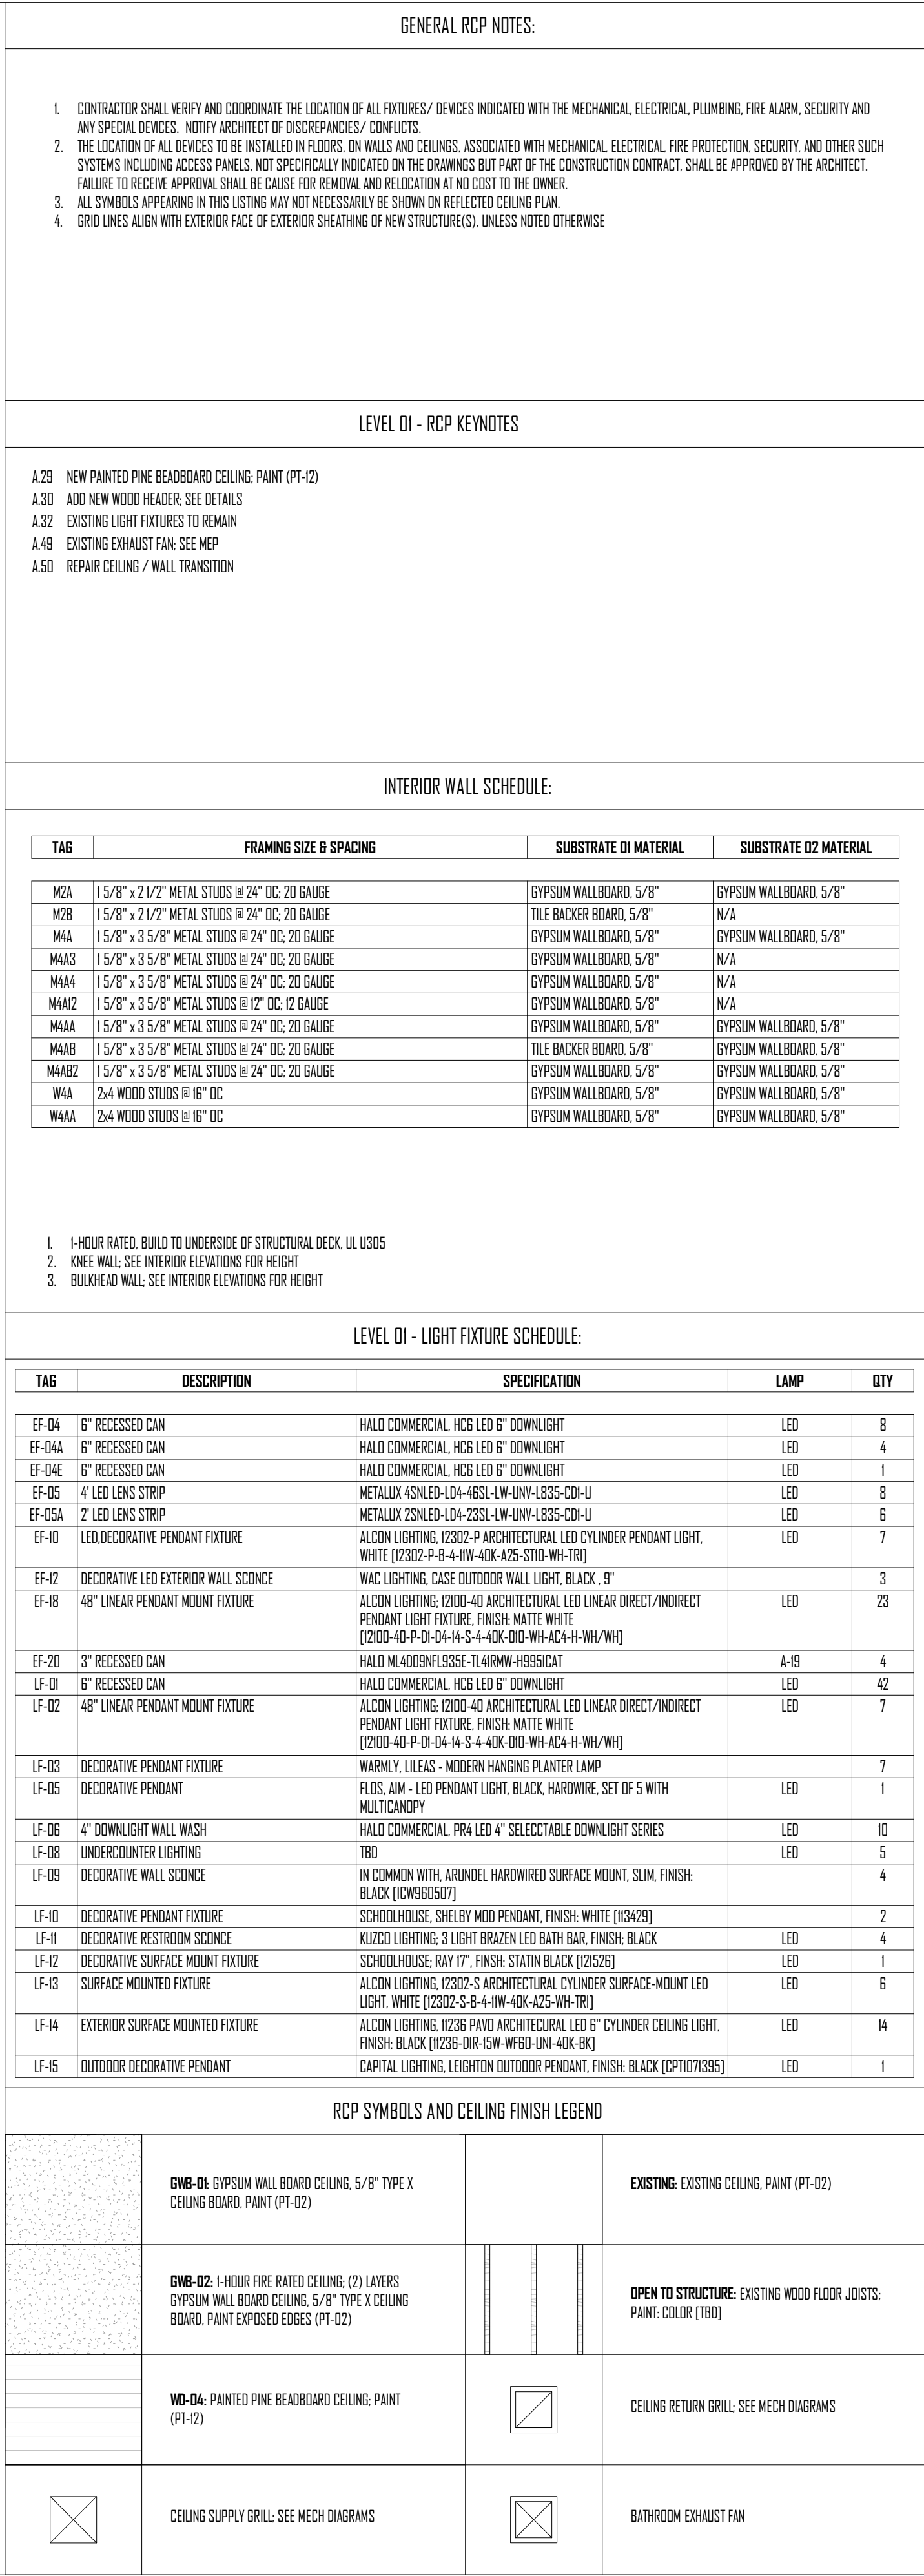 GENERAL RCP NOTES:
1. CONTRACTOR SHALL VERIFY AND COORDINATE THE LOCATION OF ALL FIXTURES/ DEVICES INDICATED WITH THE MECHANICAL, ELECTRICAL, PLUMBING, FIRE ALARM, SECURITY AND
ANY SPECIAL DEVICES. NOTIFY ARCHITECT OF DISCREPANCIES/ CONFLICTS.
2. THE LOCATION OF ALL DEVICES TO BE INSTALLED IN FLOORS, ON WALLS AND CEILINGS, ASSOCIATED WITH MECHANICAL, ELECTRICAL, FIRE PROTECTION, SECURITY, AND OTHER SUCH
SYSTEMS INCLUDING ACCESS PANELS, NOT SPECIFICALLY INDICATED ON THE DRAWINGS BUT PART OF THE CONSTRUCTION CONTRACT, SHALL BE APPROVED BY THE ARCHITECT.
FAILURE TO RECEIVE APPROVAL SHALL BE CAUSE FOR REMOVAL AND RELOCATION AT NO COST TO THE OWNER.
3. ALL SYMBOLS APPEARING IN THIS LISTING MAY NOT NECESSARILY BE SHOWN ON REFLECTED CEILING PLAN.
4. GRID LINES ALIGN WITH EXTERIOR FACE OF EXTERIOR SHEATHING OF NEW STRUCTURE(S), UNLESS NOTED OTHERWISE
LEVEL 01 - RCP KEYNOTES
A.29 NEW PAINTED PINE BEADBOARD CEILING; PAINT (PT-12)
A.30 ADD NEW WOOD HEADER; SEE DETAILS
A.32 EXISTING LIGHT FIXTURES TO REMAIN
A.49 EXISTING EXHAUST FAN; SEE MEP
A.50 REPAIR CEILING / WALL TRANSITION
INTERIOR WALL SCHEDULE:
TAG FRAMING SIZE & SPACING SUBSTRATE 01 MATERIAL SUBSTRATE 02 MATERIAL
M2A 1 5/8" x 2 1/2" METAL STUDS @ 24" OC; 20 GAUGE GYPSUM WALLBOARD, 5/8" GYPSUM WALLBOARD, 5/8"
M2B 1 5/8" x 2 1/2" METAL STUDS @ 24" OC; 20 GAUGE TILE BACKER BOARD, 5/8" N/A
M4A 1 5/8" x 3 5/8" METAL STUDS @ 24" OC; 20 GAUGE GYPSUM WALLBOARD, 5/8" GYPSUM WALLBOARD, 5/8"
M4A3 1 5/8" x 3 5/8" METAL STUDS @ 24" OC; 20 GAUGE GYPSUM WALLBOARD, 5/8" N/A
M4A4 1 5/8" x 3 5/8" METAL STUDS @ 24" OC; 20 GAUGE GYPSUM WALLBOARD, 5/8" N/A
M4A12 1 5/8" x 3 5/8" METAL STUDS @ 12" OC; 12 GAUGE GYPSUM WALLBOARD, 5/8" N/A
M4AA 1 5/8" x 3 5/8" METAL STUDS @ 24" OC; 20 GAUGE GYPSUM WALLBOARD, 5/8" GYPSUM WALLBOARD, 5/8"
M4AB 1 5/8" x 3 5/8" METAL STUDS @ 24" OC; 20 GAUGE TILE BACKER BOARD, 5/8" GYPSUM WALLBOARD, 5/8"
M4AB2 1 5/8" x 3 5/8" METAL STUDS @ 24" OC; 20 GAUGE GYPSUM WALLBOARD, 5/8" GYPSUM WALLBOARD, 5/8"
W4A 2x4 WOOD STUDS @ 16" OC GYPSUM WALLBOARD, 5/8" GYPSUM WALLBOARD, 5/8"
W4AA 2x4 WOOD STUDS @ 16" OC GYPSUM WALLBOARD, 5/8" GYPSUM WALLBOARD, 5/8"
1. 1-HOUR RATED, BUILD TO UNDERSIDE OF STRUCTURAL DECK, UL U305
2. KNEE WALL; SEE INTERIOR ELEVATIONS FOR HEIGHT
3. BULKHEAD WALL; SEE INTERIOR ELEVATIONS FOR HEIGHT
LEVEL 01 - LIGHT FIXTURE SCHEDULE:
TAG DESCRIPTION SPECIFICATION LAMP QTY
EF-04 6" RECESSED CAN HALO COMMERCIAL, HC6 LED 6" DOWNLIGHT LED 8
EF-04A 6" RECESSED CAN HALO COMMERCIAL, HC6 LED 6" DOWNLIGHT LED 4
EF-04E 6" RECESSED CAN HALO COMMERCIAL, HC6 LED 6" DOWNLIGHT LED 1
EF-05 4' LED LENS STRIP METALUX 4SNLED-LD4-46SL-LW-UNV-L835-CD1-U LED 8
EF-05A 2' LED LENS STRIP METALUX 2SNLED-LD4-23SL-LW-UNV-L835-CD1-U LED 6
EF-10 LED,DECORATIVE PENDANT FIXTURE ALCON LIGHTING, 12302-P ARCHITECTURAL LED CYLINDER PENDANT LIGHT, LED 7
WHITE [12302-P-B-4-11W-40K-A25-ST10-WH-TRI]
EF-12 DECORATIVE LED EXTERIOR WALL SCONCE WAC LIGHTING, CASE OUTDOOR WALL LIGHT, BLACK , 9" 3
EF-18 48" LINEAR PENDANT MOUNT FIXTURE ALCON LIGHTING; 12100-40 ARCHITECTURAL LED LINEAR DIRECT/INDIRECT LED 23
PENDANT LIGHT FIXTURE, FINISH: MATTE WHITE
[12100-40-P-D1-D4-14-S-4-40K-010-WH-AC4-H-WH/WH]
EF-20 3" RECESSED CAN HALO ML4D09NFL935E-TL41RMW-H995ICAT A-19 4
LF-01 6" RECESSED CAN HALO COMMERCIAL, HC6 LED 6" DOWNLIGHT LED 42
LF-02 48" LINEAR PENDANT MOUNT FIXTURE ALCON LIGHTING; 12100-40 ARCHITECTURAL LED LINEAR DIRECT/INDIRECT LED 7
PENDANT LIGHT FIXTURE, FINISH: MATTE WHITE
[12100-40-P-D1-D4-14-S-4-40K-010-WH-AC4-H-WH/WH]
LF-03 DECORATIVE PENDANT FIXTURE WARMLY, LILEAS - MODERN HANGING PLANTER LAMP 7
LF-05 DECORATIVE PENDANT FLOS, AIM - LED PENDANT LIGHT, BLACK, HARDWIRE, SET OF 5 WITH LED 1
MULTICANOPY
LF-06 4" DOWNLIGHT WALL WASH HALO COMMERCIAL, PR4 LED 4" SELECCTABLE DOWNLIGHT SERIES LED 10
LF-08 UNDERCOUNTER LIGHTING TBD LED 5
LF-09 DECORATIVE WALL SCONCE IN COMMON WITH, ARUNDEL HARDWIRED SURFACE MOUNT, SLIM, FINISH: 4
BLACK [ICW960507]
LF-10 DECORATIVE PENDANT FIXTURE SCHOOLHOUSE, SHELBY MOD PENDANT, FINISH: WHITE [113429] 2
LF-11 DECORATIVE RESTROOM SCONCE KUZCO LIGHTING; 3 LIGHT BRAZEN LED BATH BAR, FINISH; BLACK LED 4
LF-12 DECORATIVE SURFACE MOUNT FIXTURE SCHOOLHOUSE; RAY 17", FINSH: STATIN BLACK [121526] LED 1
LF-13 SURFACE MOUNTED FIXTURE ALCON LIGHTING, 12302-S ARCHITECTURAL CYLINDER SURFACE-MOUNT LED LED 6
LIGHT, WHITE [12302-S-B-4-11W-40K-A25-WH-TRI]
LF-14 EXTERIOR SURFACE MOUNTED FIXTURE ALCON LIGHTING, 11236 PAVO ARCHITECURAL LED 6" CYLINDER CEILING LIGHT, LED 14
FINISH: BLACK [11236-DIR-15W-WF60-UNI-40K-BK]
LF-15 OUTDOOR DECORATIVE PENDANT CAPITAL LIGHTING, LEIGHTON OUTDOOR PENDANT, FINISH: BLACK [CPT1071395] LED 1
RCP SYMBOLS AND CEILING FINISH LEGEND
GWB-01: GYPSUM WALL BOARD CEILING, 5/8" TYPE X
CEILING BOARD, PAINT (PT-02)
EXISTING: EXISTING CEILING, PAINT (PT-02)
GWB-02: 1-HOUR FIRE RATED CEILING; (2) LAYERS
GYPSUM WALL BOARD CEILING, 5/8" TYPE X CEILING
BOARD, PAINT EXPOSED EDGES (PT-02)
OPEN TO STRUCTURE: EXISTING WOOD FLOOR JOISTS;
PAINT: COLOR [TBD]
WD-04: PAINTED PINE BEADBOARD CEILING; PAINT
(PT-12)
CEILING RETURN GRILL; SEE MECH DIAGRAMS
CEILING SUPPLY GRILL; SEE MECH DIAGRAMS
BATHROOM EXHAUST FAN